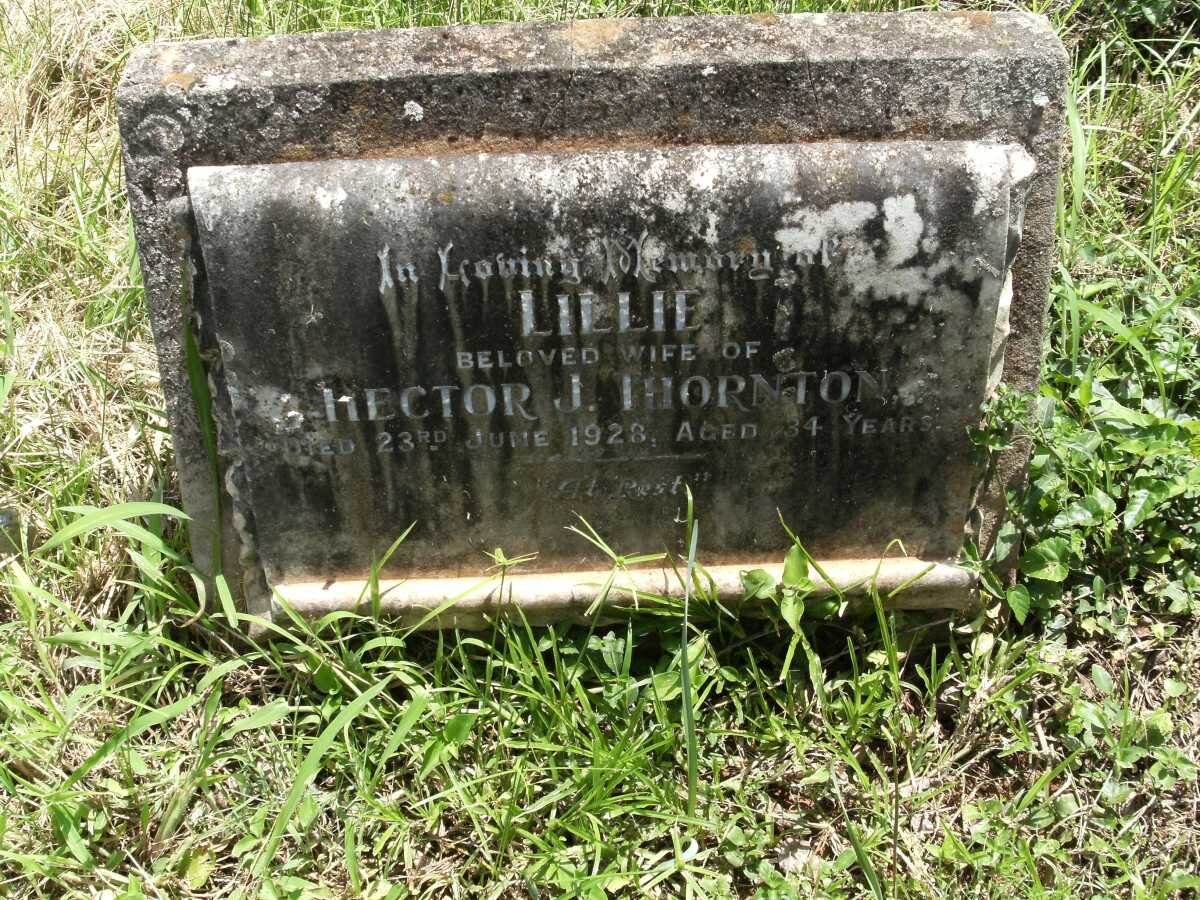 In Loving Memory of
LILLIE
BELOVED WIFE OF
HECTOR J. THORNTON
DIED 23RD JUNE 1928, AGED 34 YEARS.
"At Rest"